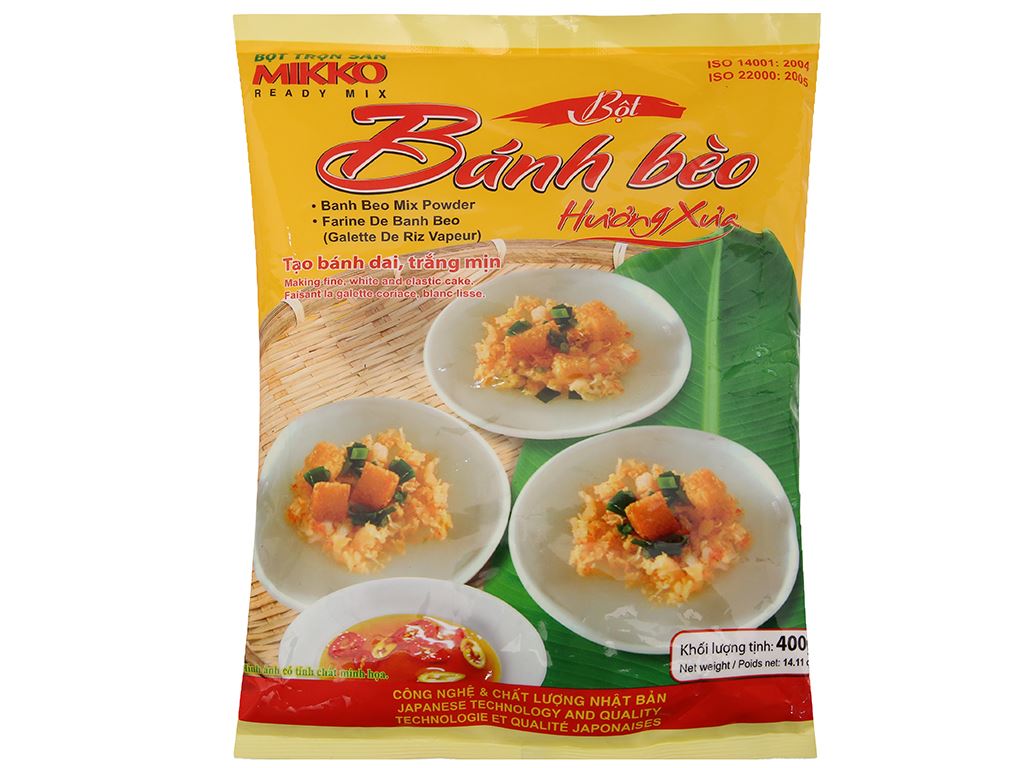 BỘT TRỘN SẴN
MIKKO
READY MIX
ISO 14001: 2004
ISO 22000: 2005
Bột
Bánh bèo
Hương Xưa
• Banh Beo Mix Powder
• Farine De Banh Beo
(Galette De Riz Vapeur)
Tạo bánh dai, trắng mịn
Making fine, white and elastic cake.
Faisant la galette coriace, blanc lisse.
Khối lượng tịnh: 400g
Net weight / Poids net: 14.11 o
Hình ảnh có tính chất minh họa.
CÔNG NGHỆ & CHẤT LƯỢNG NHẬT BẢN
JAPANESE TECHNOLOGY AND QUALITY
TECHNOLOGIE ET QUALITÉ JAPONAISES